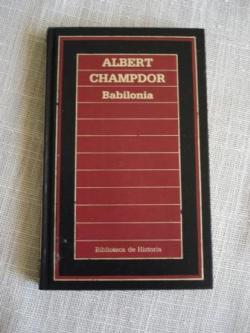 ALBERT
CHAMPDOR
Babilonia
Biblioteca de Historia